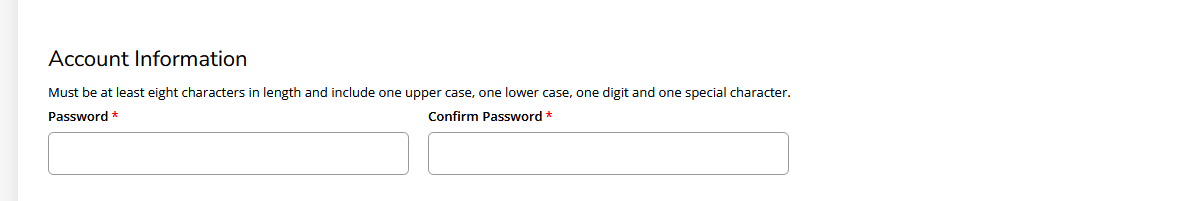 Account Information
Must be at least eight characters in length and include one upper case, one lower case, one digit and one special character.
Password *
Confirm Password *